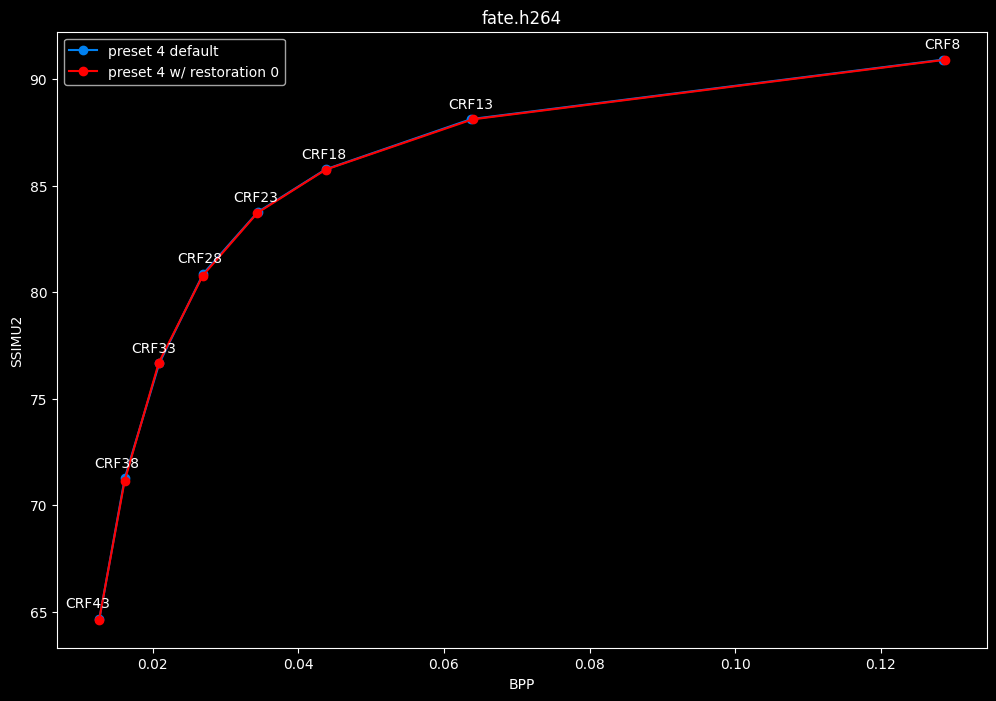 fate.h264
preset 4 default
preset 4 w/ restoration 0
CRF8
CRF13
CRF18
CRF23
CRF28
CRF33
CRF38
CRF43
90
85
80
75
70
65
SSIMU2
0.02 0.04 0.06 0.08 0.10 0.12
BPP